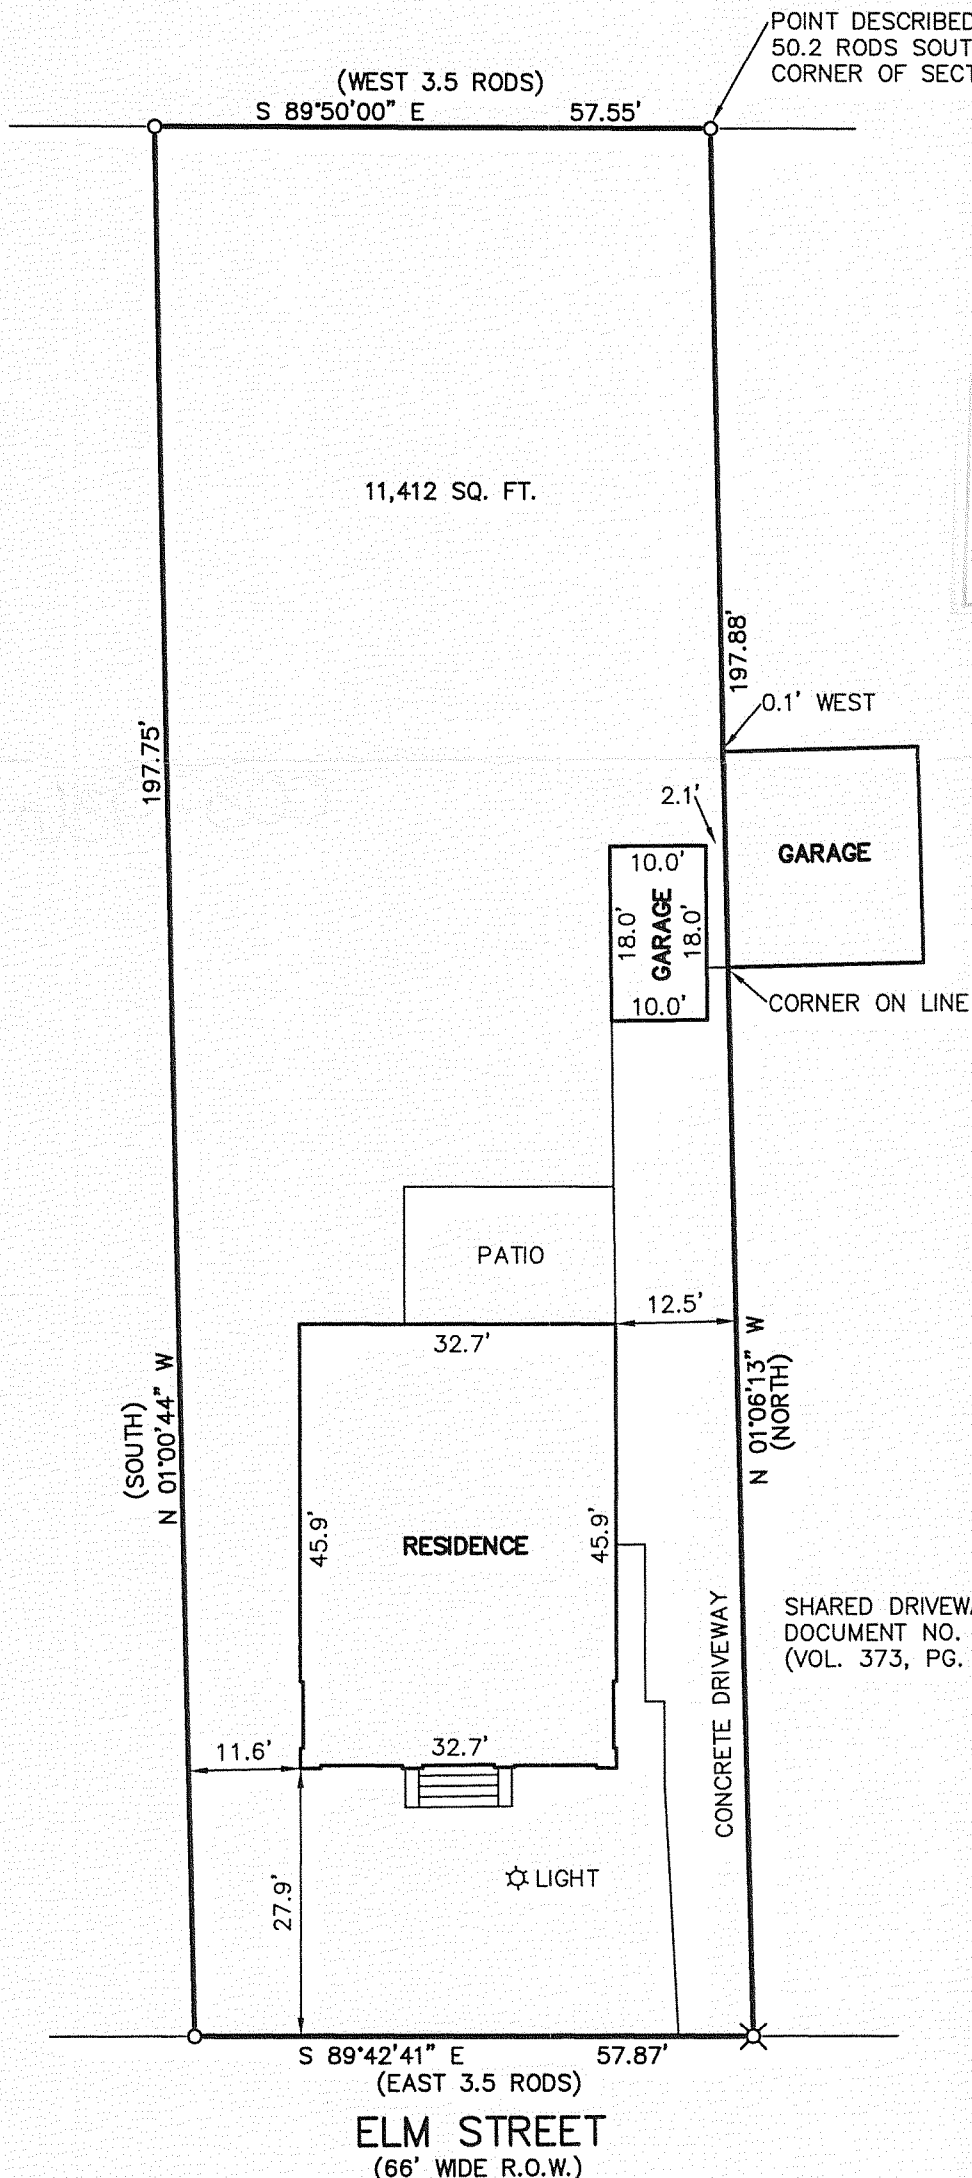 POINT DESCRIBED
50.2 RODS SOUT
CORNER OF SECT
(WEST 3.5 RODS)
S 89°50'00" E 57.55'
11,412 SQ. FT.
197.88'
0.1' WEST
197.75'
2.1'
GARAGE
10.0'
18.0'
GARAGE
18.0'
10.0'
CORNER ON LINE
PATIO
12.5'
32.7'
(SOUTH)
N 01°00'44" W
N 01°06'13" W
(NORTH)
45.9'
RESIDENCE
45.9'
CONCRETE DRIVEWAY
SHARED DRIVEWA
DOCUMENT NO.
(VOL. 373, PG.
11.6'
32.7'
27.9'
LIGHT
S 89°42'41" E 57.87'
(EAST 3.5 RODS)
ELM STREET
(66' WIDE R.O.W.)